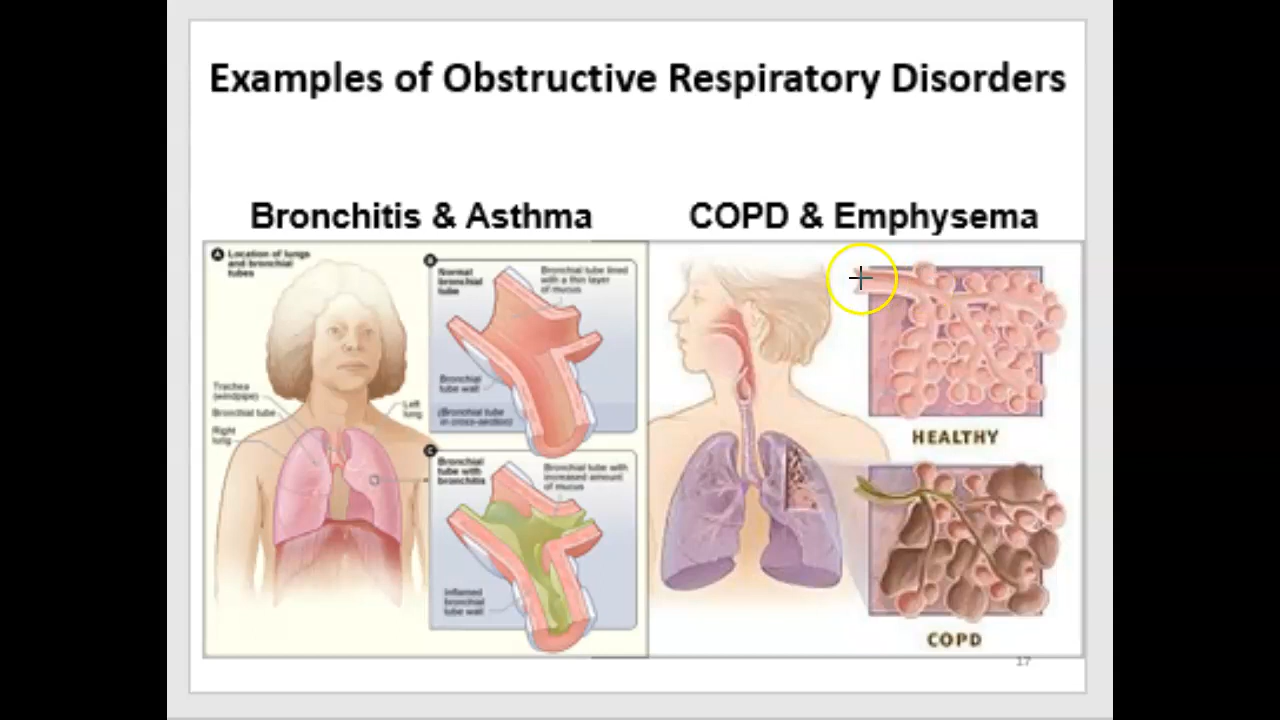 Examples of Obstructive Respiratory Disorders
Bronchitis & Asthma
COPD & Emphysema
A Location of lungs
and bronchial
tubes
Trachea
(windpipe)
Bronchial tube
Right
lung
Left
lung
B
Normal
bronchial
tube
Bronchial tube lined
with a thin layer
of mucus
Bronchial
tube wall
(Bronchial tube
in cross-section)
C
Bronchial
tube with
bronchitis
Bronchial tube with
increased amount
of mucus
Inflamed
bronchial
tube wall
HEALTHY
COPD
17